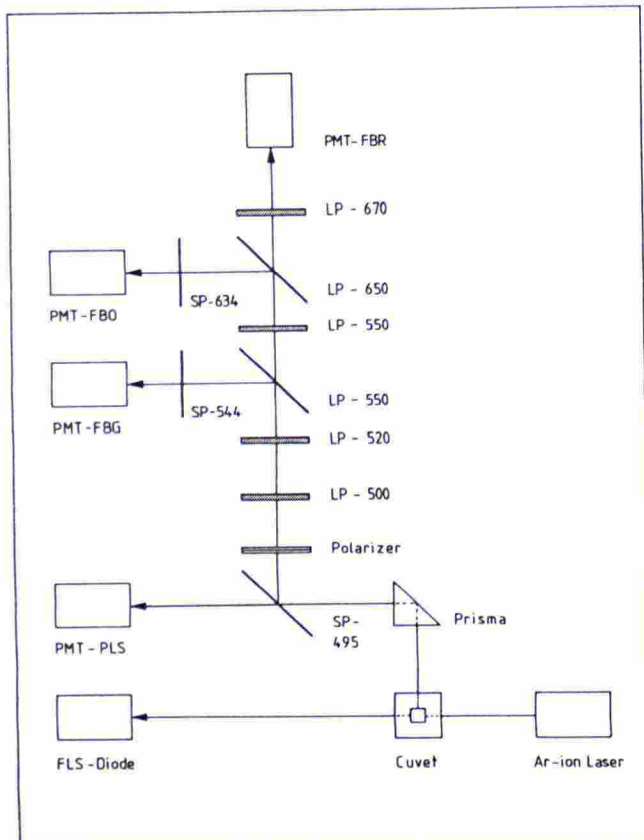 PMT-FBR
LP - 670
SP-634
LP - 650
PMT-FBO
LP - 550
SP-544
LP - 550
PMT-FBG
LP - 520
LP - 500
Polarizer
SP-
495
Prisma
PMT-PLS
FLS-Diode
Cuvet
Ar-ion Laser